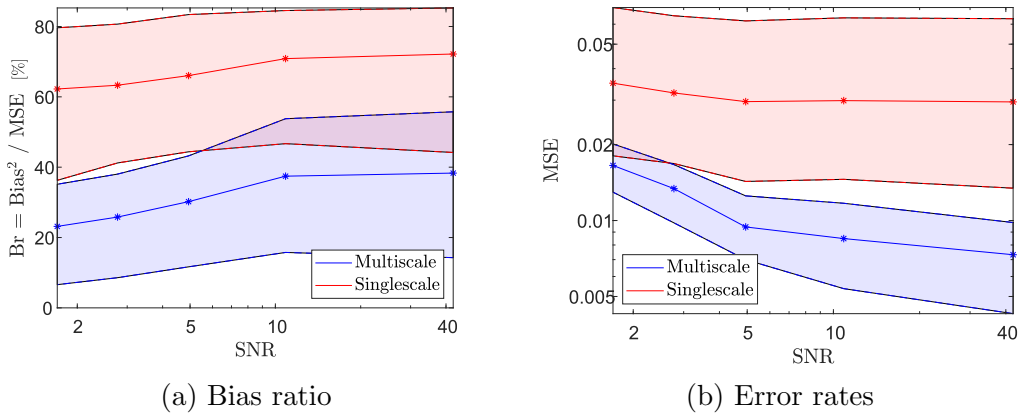 80
60
40
20
0
2
5
10
40
SNR
Br = Bias² / MSE [%]
Multiscale
Singlescale
(a) Bias ratio
0.05
0.02
0.01
0.005
2
5
10
40
SNR
MSE
Multiscale
Singlescale
(b) Error rates